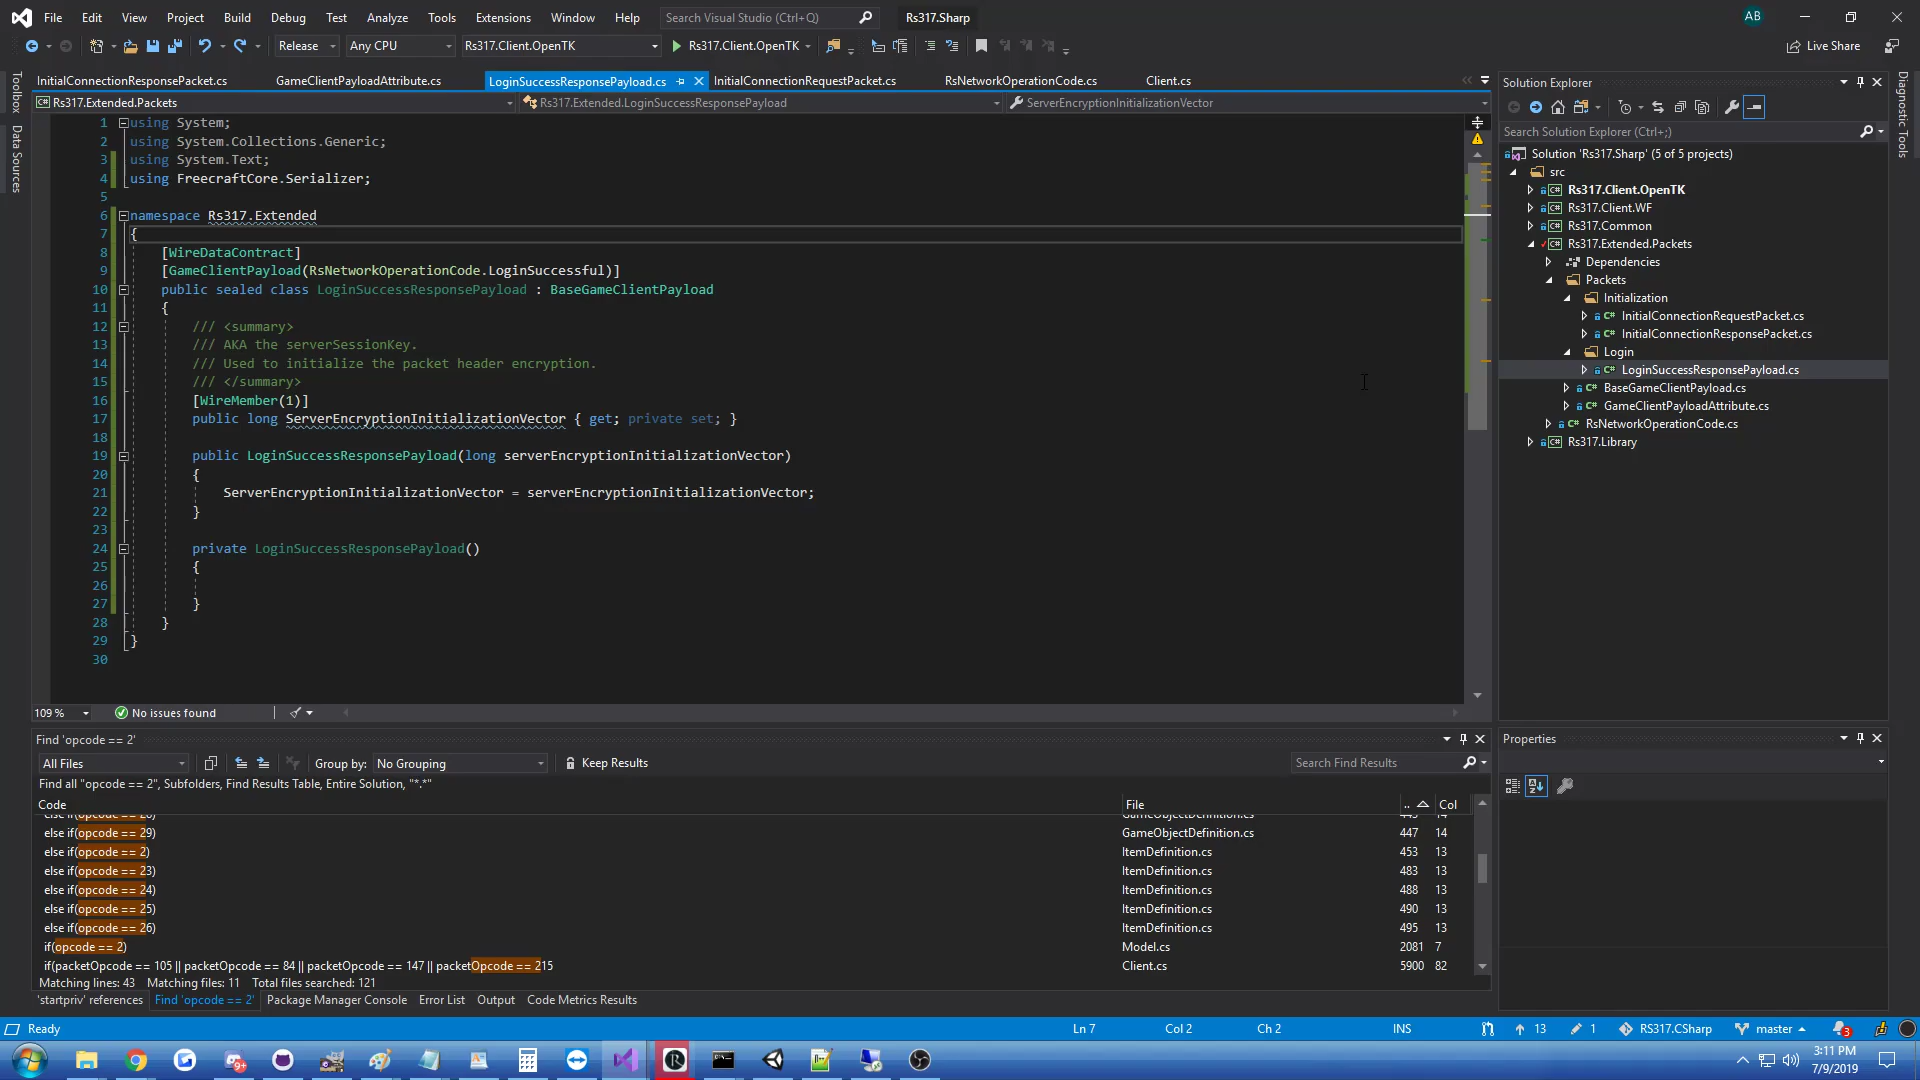 File Edit View Project Build Debug Test Analyze Tools Extensions Window Help Search Visual Studio (Ctrl+Q) Rs317.Sharp AB
Release Any CPU Rs317.Client.OpenTK Rs317.Client.OpenTK Live Share
InitialConnectionResponsePacket.cs GameClientPayloadAttribute.cs LoginSuccessResponsePayload.cs InitialConnectionRequestPacket.cs RsNetworkOperationCode.cs Client.cs
Rs317.Extended.Packets Rs317.Extended.LoginSuccessResponsePayload ServerEncryptionInitializationVector
Toolbox
Data Sources
1 using System;
2 using System.Collections.Generic;
3 using System.Text;
4 using FreecraftCore.Serializer;
5
6 namespace Rs317.Extended
7 {
8 [WireDataContract]
9 [GameClientPayload(RsNetworkOperationCode.LoginSuccessful)]
10 public sealed class LoginSuccessResponsePayload : BaseGameClientPayload
11 {
12 /// <summary>
13 /// AKA the serverSessionKey.
14 /// Used to initialize the packet header encryption.
15 /// </summary>
16 [WireMember(1)]
17 public long ServerEncryptionInitializationVector { get; private set; }
18
19 public LoginSuccessResponsePayload(long serverEncryptionInitializationVector)
20 {
21 ServerEncryptionInitializationVector = serverEncryptionInitializationVector;
22 }
23
24 private LoginSuccessResponsePayload()
25 {
26
27 }
28 }
29 }
30
109 % No issues found
Solution Explorer
Search Solution Explorer (Ctrl+;)
Solution 'Rs317.Sharp' (5 of 5 projects)
src
Rs317.Client.OpenTK
Rs317.Client.WF
Rs317.Common
Rs317.Extended.Packets
Dependencies
Packets
Initialization
InitialConnectionRequestPacket.cs
InitialConnectionResponsePacket.cs
Login
LoginSuccessResponsePayload.cs
BaseGameClientPayload.cs
GameClientPayloadAttribute.cs
RsNetworkOperationCode.cs
Rs317.Library
Diagnostic Tools
Properties
Find 'opcode == 2'
All Files Group by: No Grouping Keep Results Search Find Results
Find all "opcode == 2", Subfolders, Find Results Table, Entire Solution, "*.*"
Code File .. Col
else if(opcode == 28) GameObjectDefinition.cs 445 14
else if(opcode == 29) GameObjectDefinition.cs 447 14
else if(opcode == 2) ItemDefinition.cs 453 13
else if(opcode == 23) ItemDefinition.cs 483 13
else if(opcode == 24) ItemDefinition.cs 488 13
else if(opcode == 25) ItemDefinition.cs 490 13
else if(opcode == 26) ItemDefinition.cs 495 13
if(opcode == 2) Model.cs 2081 7
if(packetOpcode == 105 || packetOpcode == 84 || packetOpcode == 147 || packetOpcode == 215 Client.cs 5900 82
Matching lines: 43 Matching files: 11 Total files searched: 121
'startpriv' references Find 'opcode == 2' Package Manager Console Error List Output Code Metrics Results
Ready Ln 7 Col 2 Ch 2 INS 13 1 RS317.CSharp master 3
3:11 PM
7/9/2019